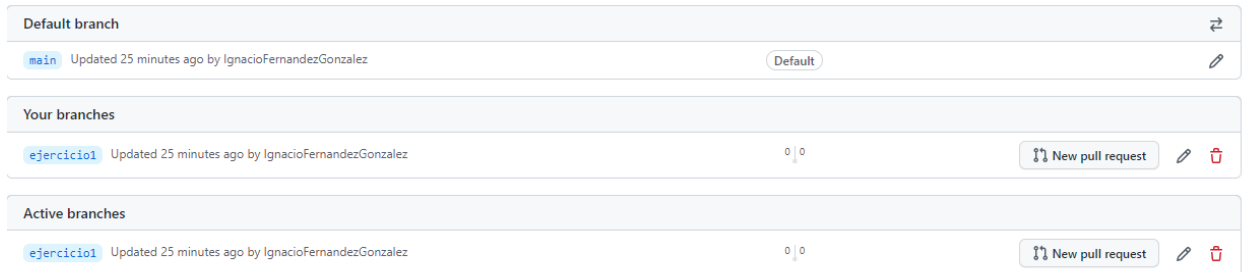 Default branch
main Updated 25 minutes ago by IgnacioFernandezGonzalez Default
Your branches
ejercicio1 Updated 25 minutes ago by IgnacioFernandezGonzalez 0 0 New pull request
Active branches
ejercicio1 Updated 25 minutes ago by IgnacioFernandezGonzalez 0 0 New pull request